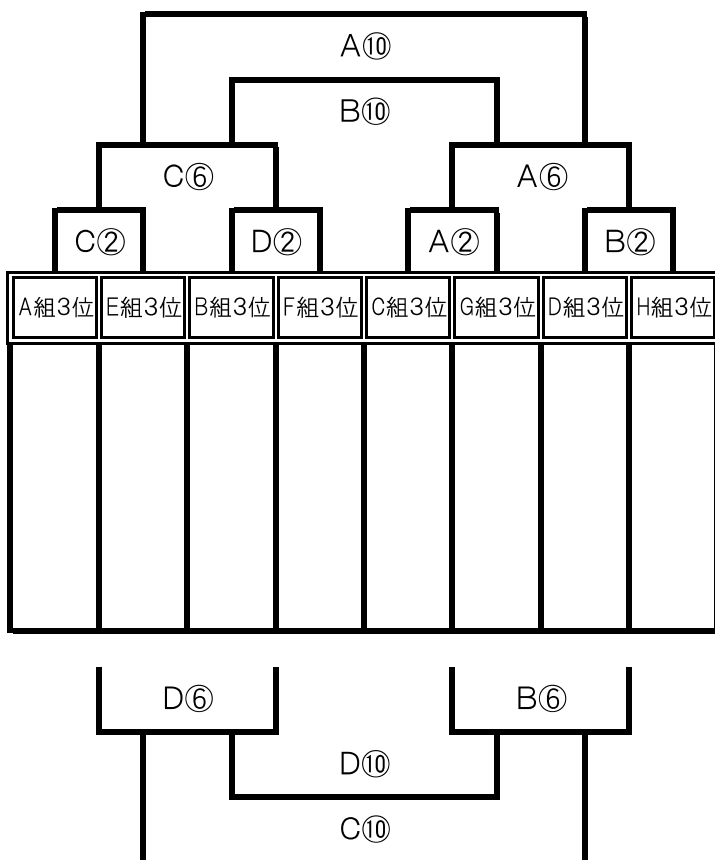 A⑩
B⑩
C⑥ A⑥
C② D② A② B②
A組3位 E組3位 B組3位 F組3位 C組3位 G組3位 D組3位 H組3位
D⑥ B⑥
D⑩
C⑩